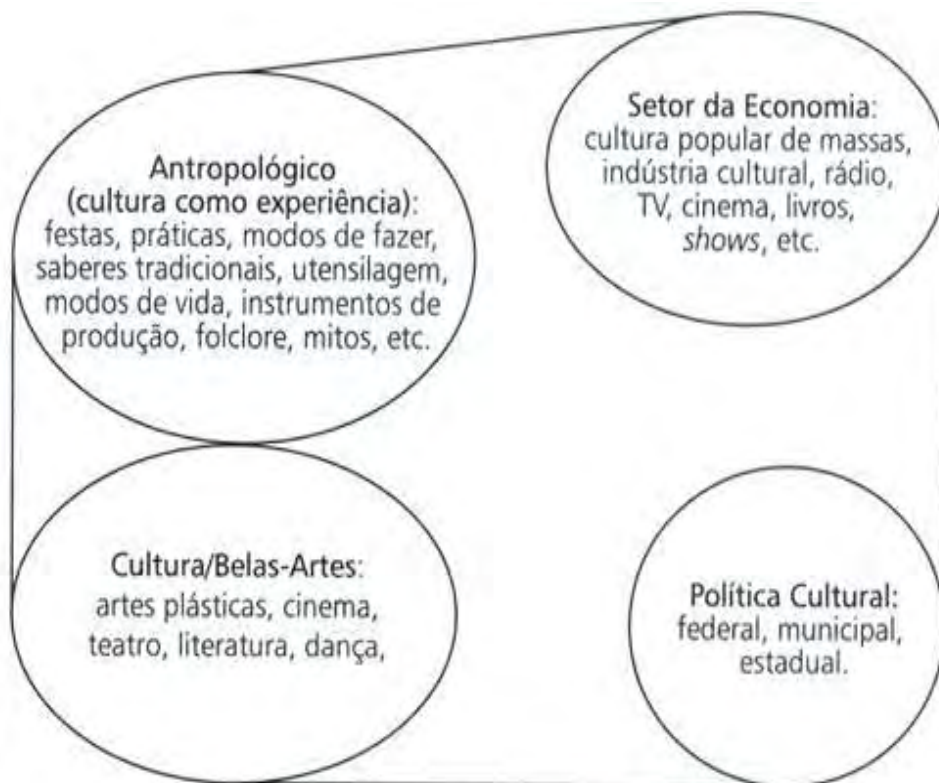 Antropológico
(cultura como experiência):
festas, práticas, modos de fazer,
saberes tradicionais, utensilagem,
modos de vida, instrumentos de
produção, folclore, mitos, etc.
Setor da Economia:
cultura popular de massas,
indústria cultural, rádio,
TV, cinema, livros,
shows, etc.
Cultura/Belas-Artes:
artes plásticas, cinema,
teatro, literatura, dança,
Política Cultural:
federal, municipal,
estadual.